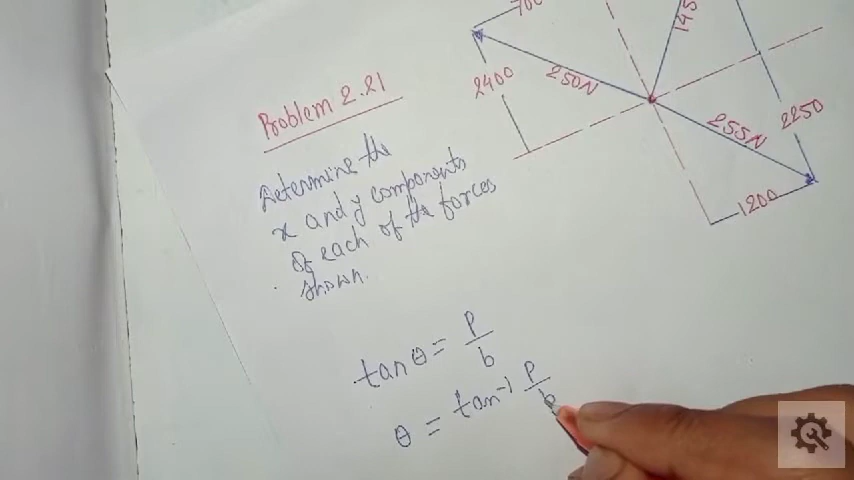 Problem 2.21
Determine the
x and y components
of each of the forces
shown.
700
2400
250N
145
255N
2250
1200
tan θ = P/b
θ = tan⁻¹ P/b